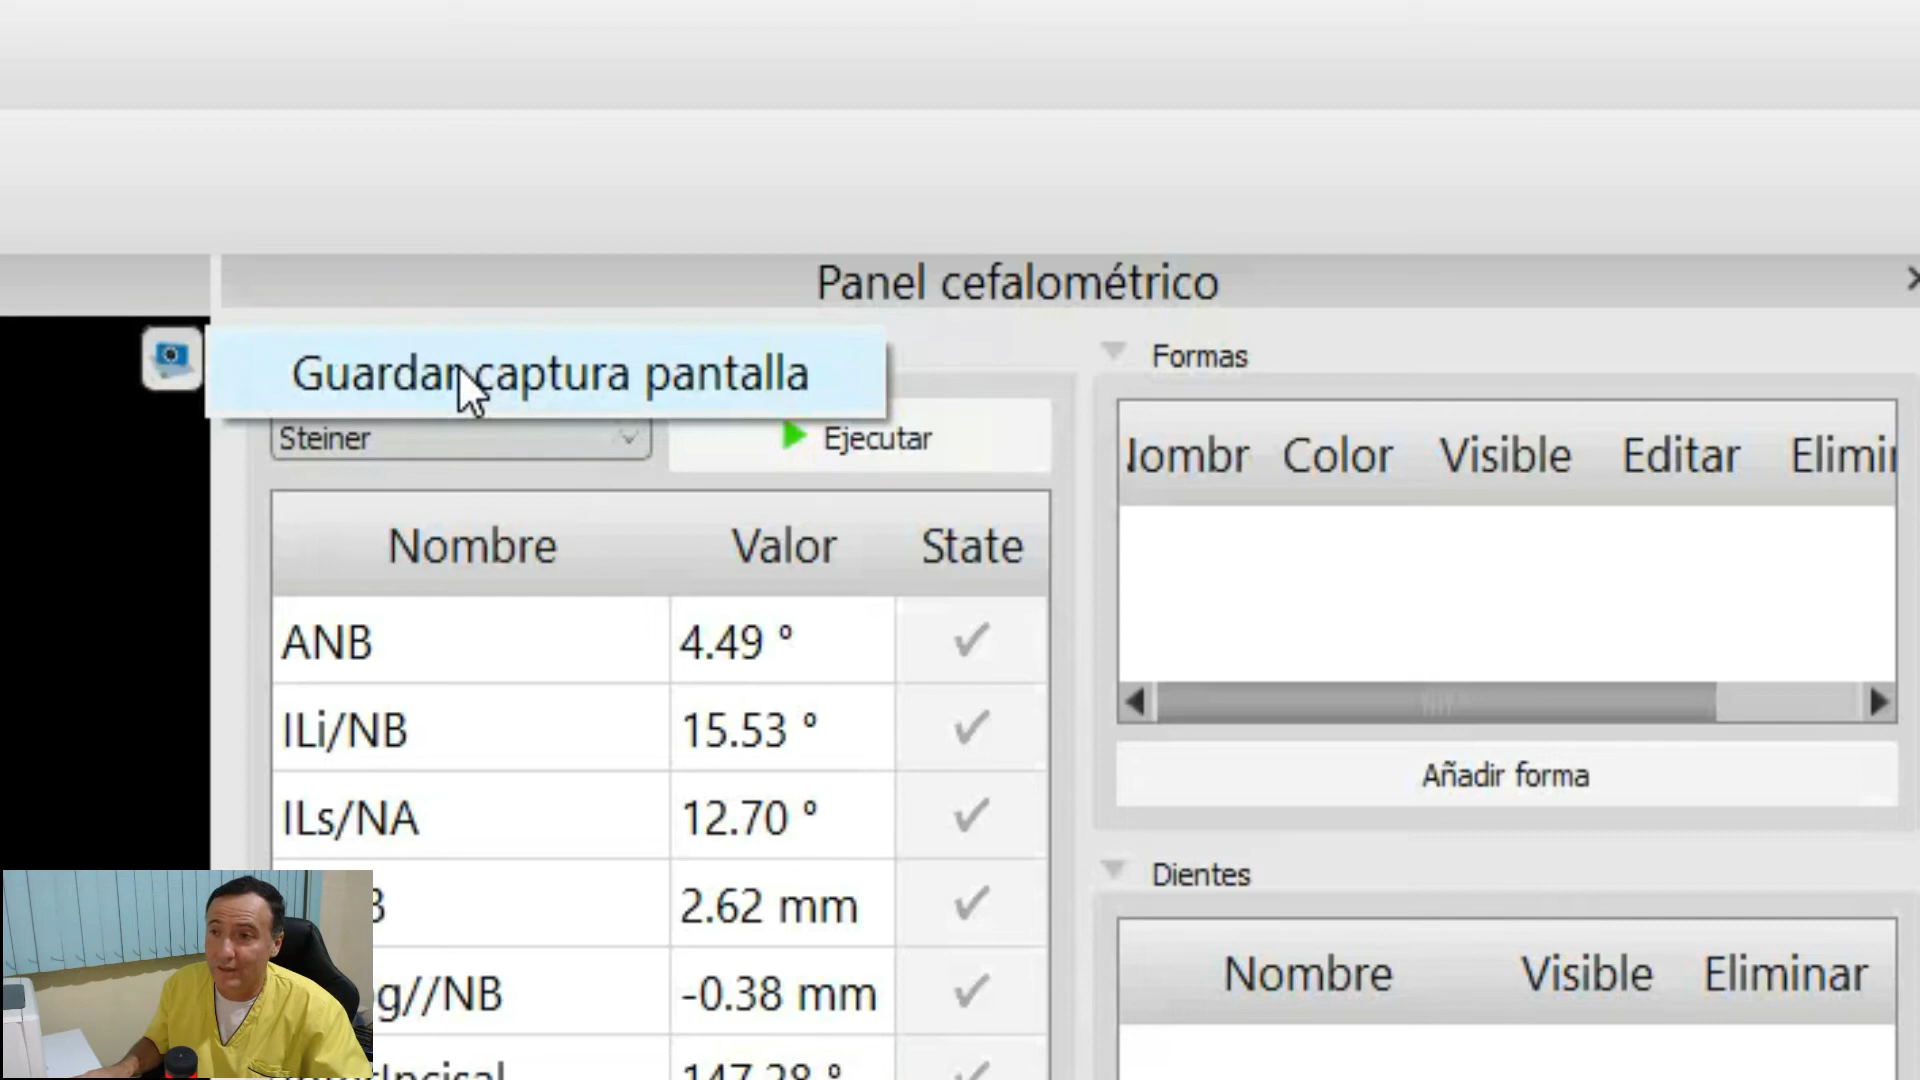 Panel cefalométrico
Guardar captura pantalla
Steiner
Ejecutar
Nombre Valor State
ANB 4.49 °
ILi/NB 15.53 °
ILs/NA 12.70 °
2.62 mm
g//NB -0.38 mm
147.28 °
Formas
Color Visible Editar
Añadir forma
Dientes
Nombre Visible Eliminar